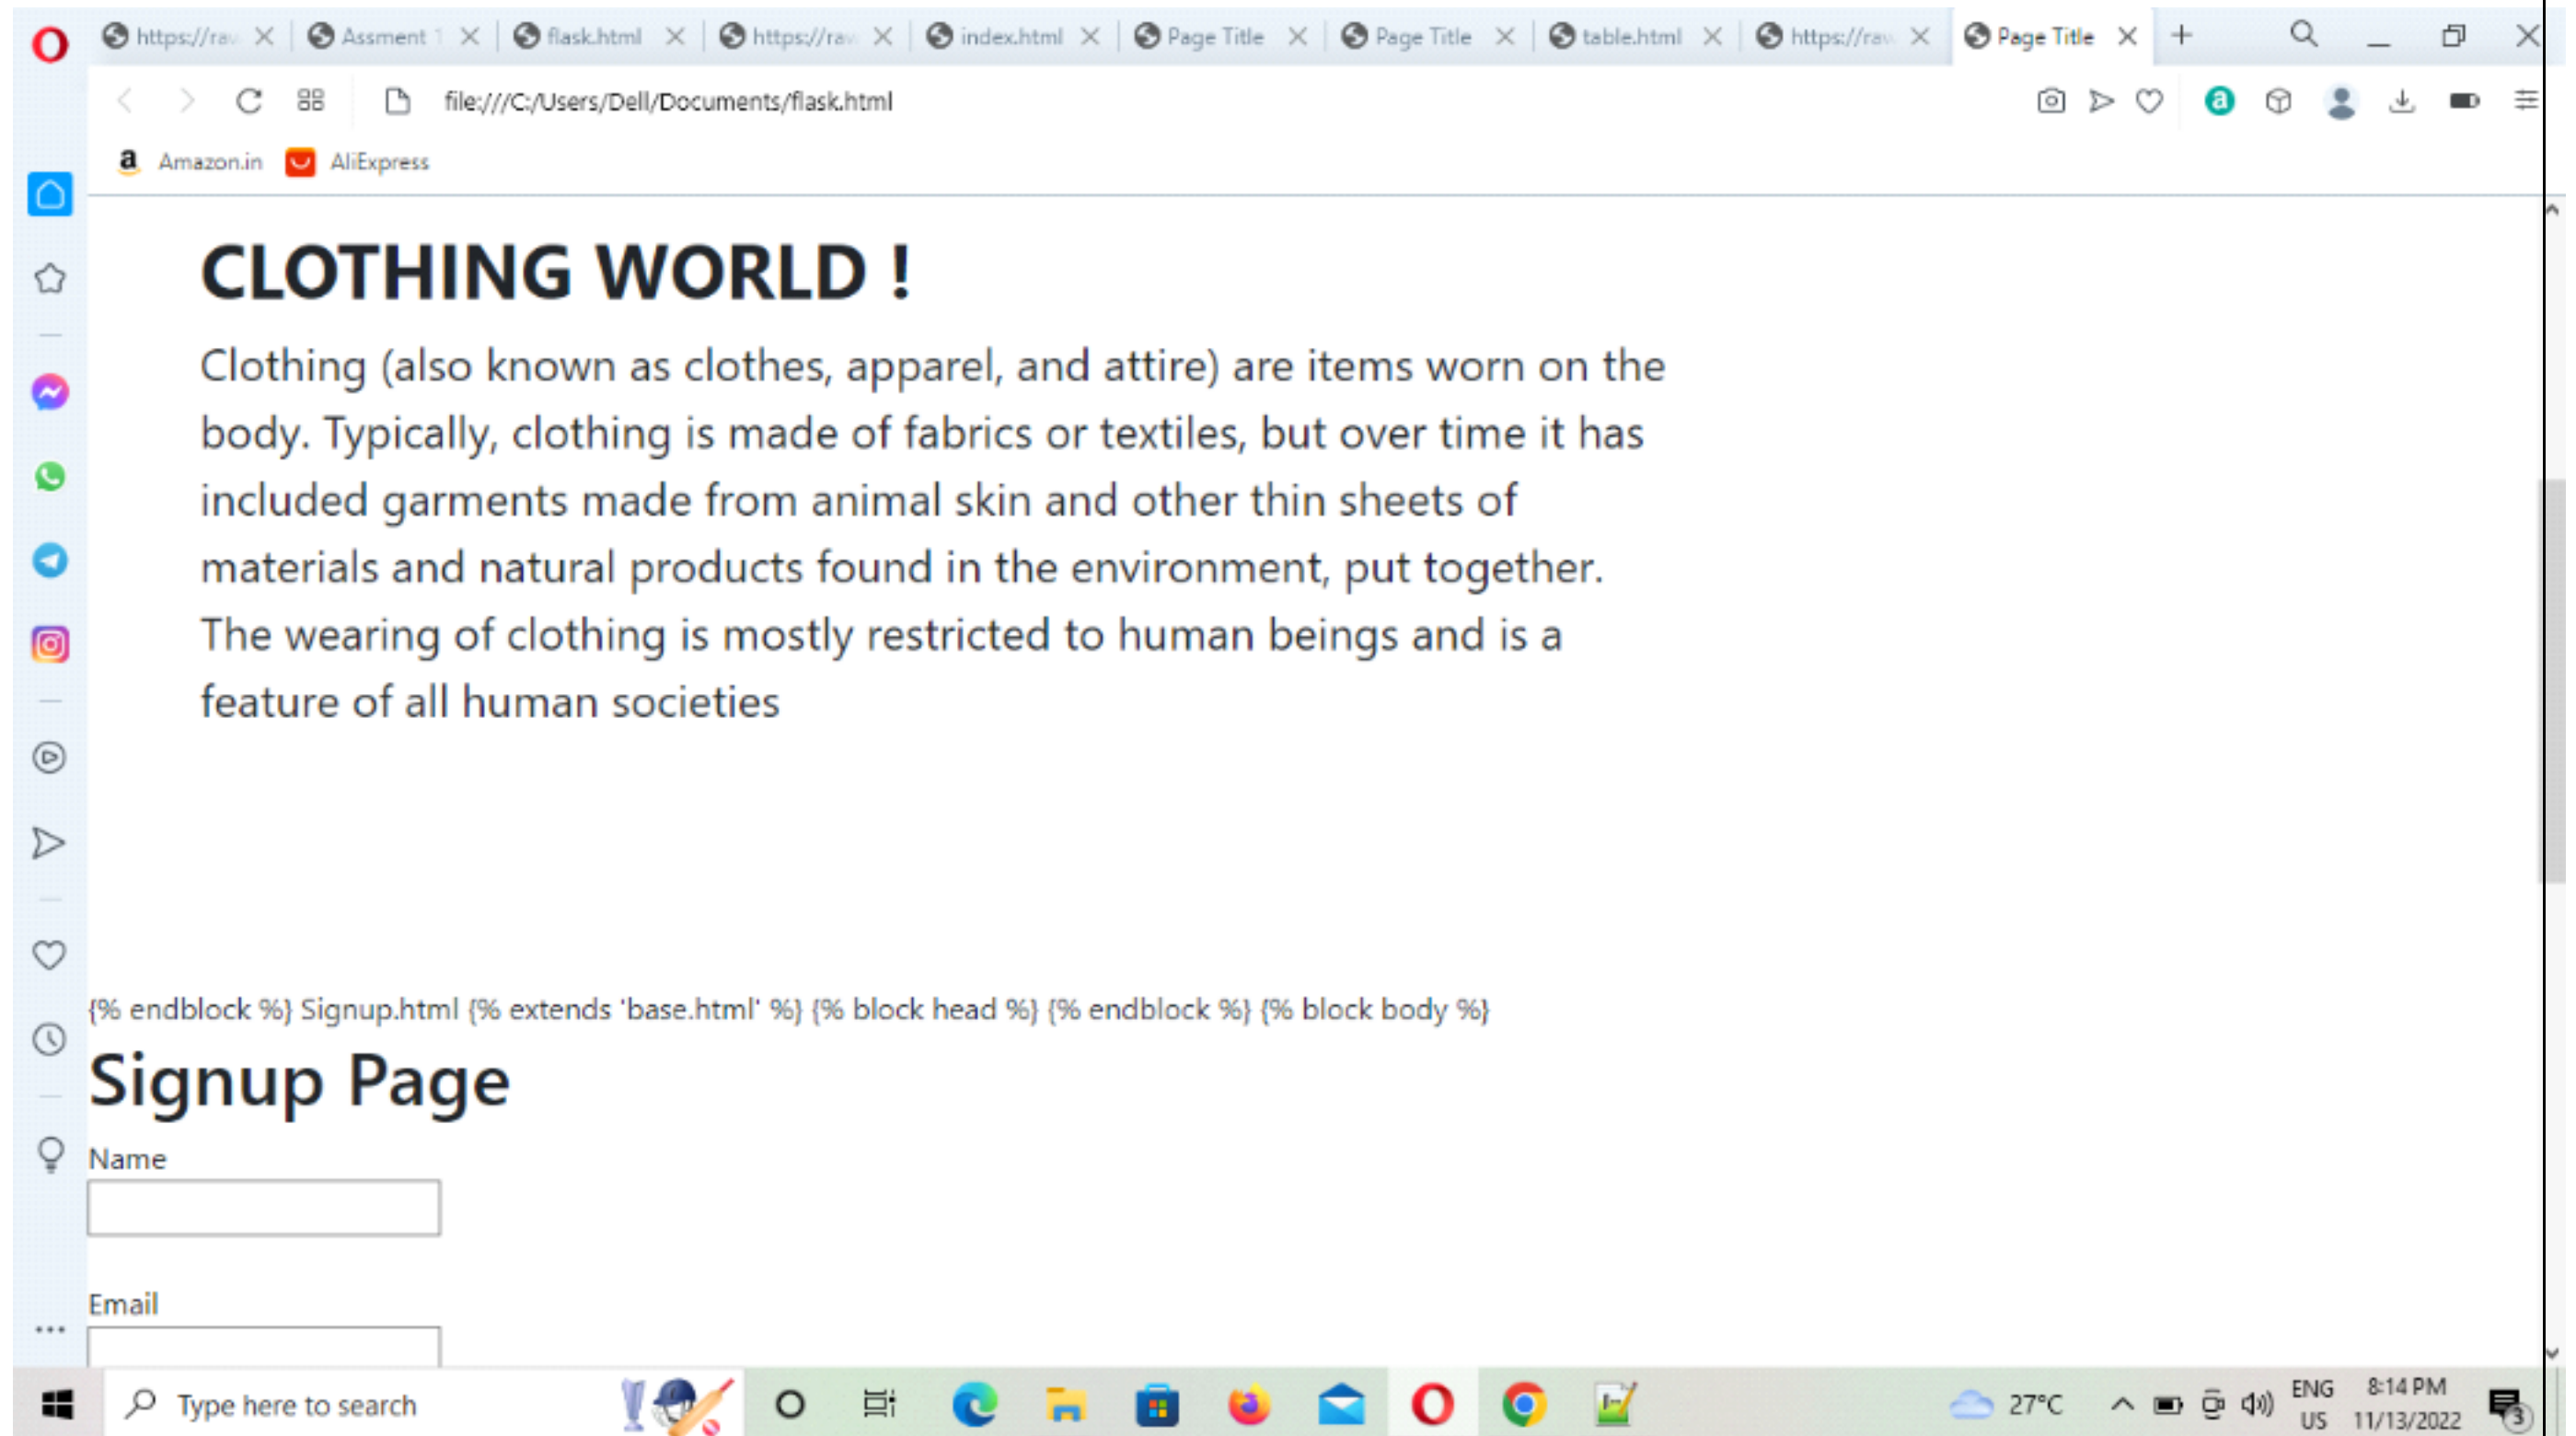 https://rav
Assment 1
flask.html
https://rav
index.html
Page Title
Page Title
table.html
https://rav
Page Title
file:///C:/Users/Dell/Documents/flask.html
Amazon.in
AliExpress
CLOTHING WORLD !
Clothing (also known as clothes, apparel, and attire) are items worn on the
body. Typically, clothing is made of fabrics or textiles, but over time it has
included garments made from animal skin and other thin sheets of
materials and natural products found in the environment, put together.
The wearing of clothing is mostly restricted to human beings and is a
feature of all human societies
{% endblock %} Signup.html {% extends 'base.html' %} {% block head %} {% endblock %} {% block body %}
Signup Page
Name
Email
Type here to search
27°C
ENG
US
8:14 PM
11/13/2022
3